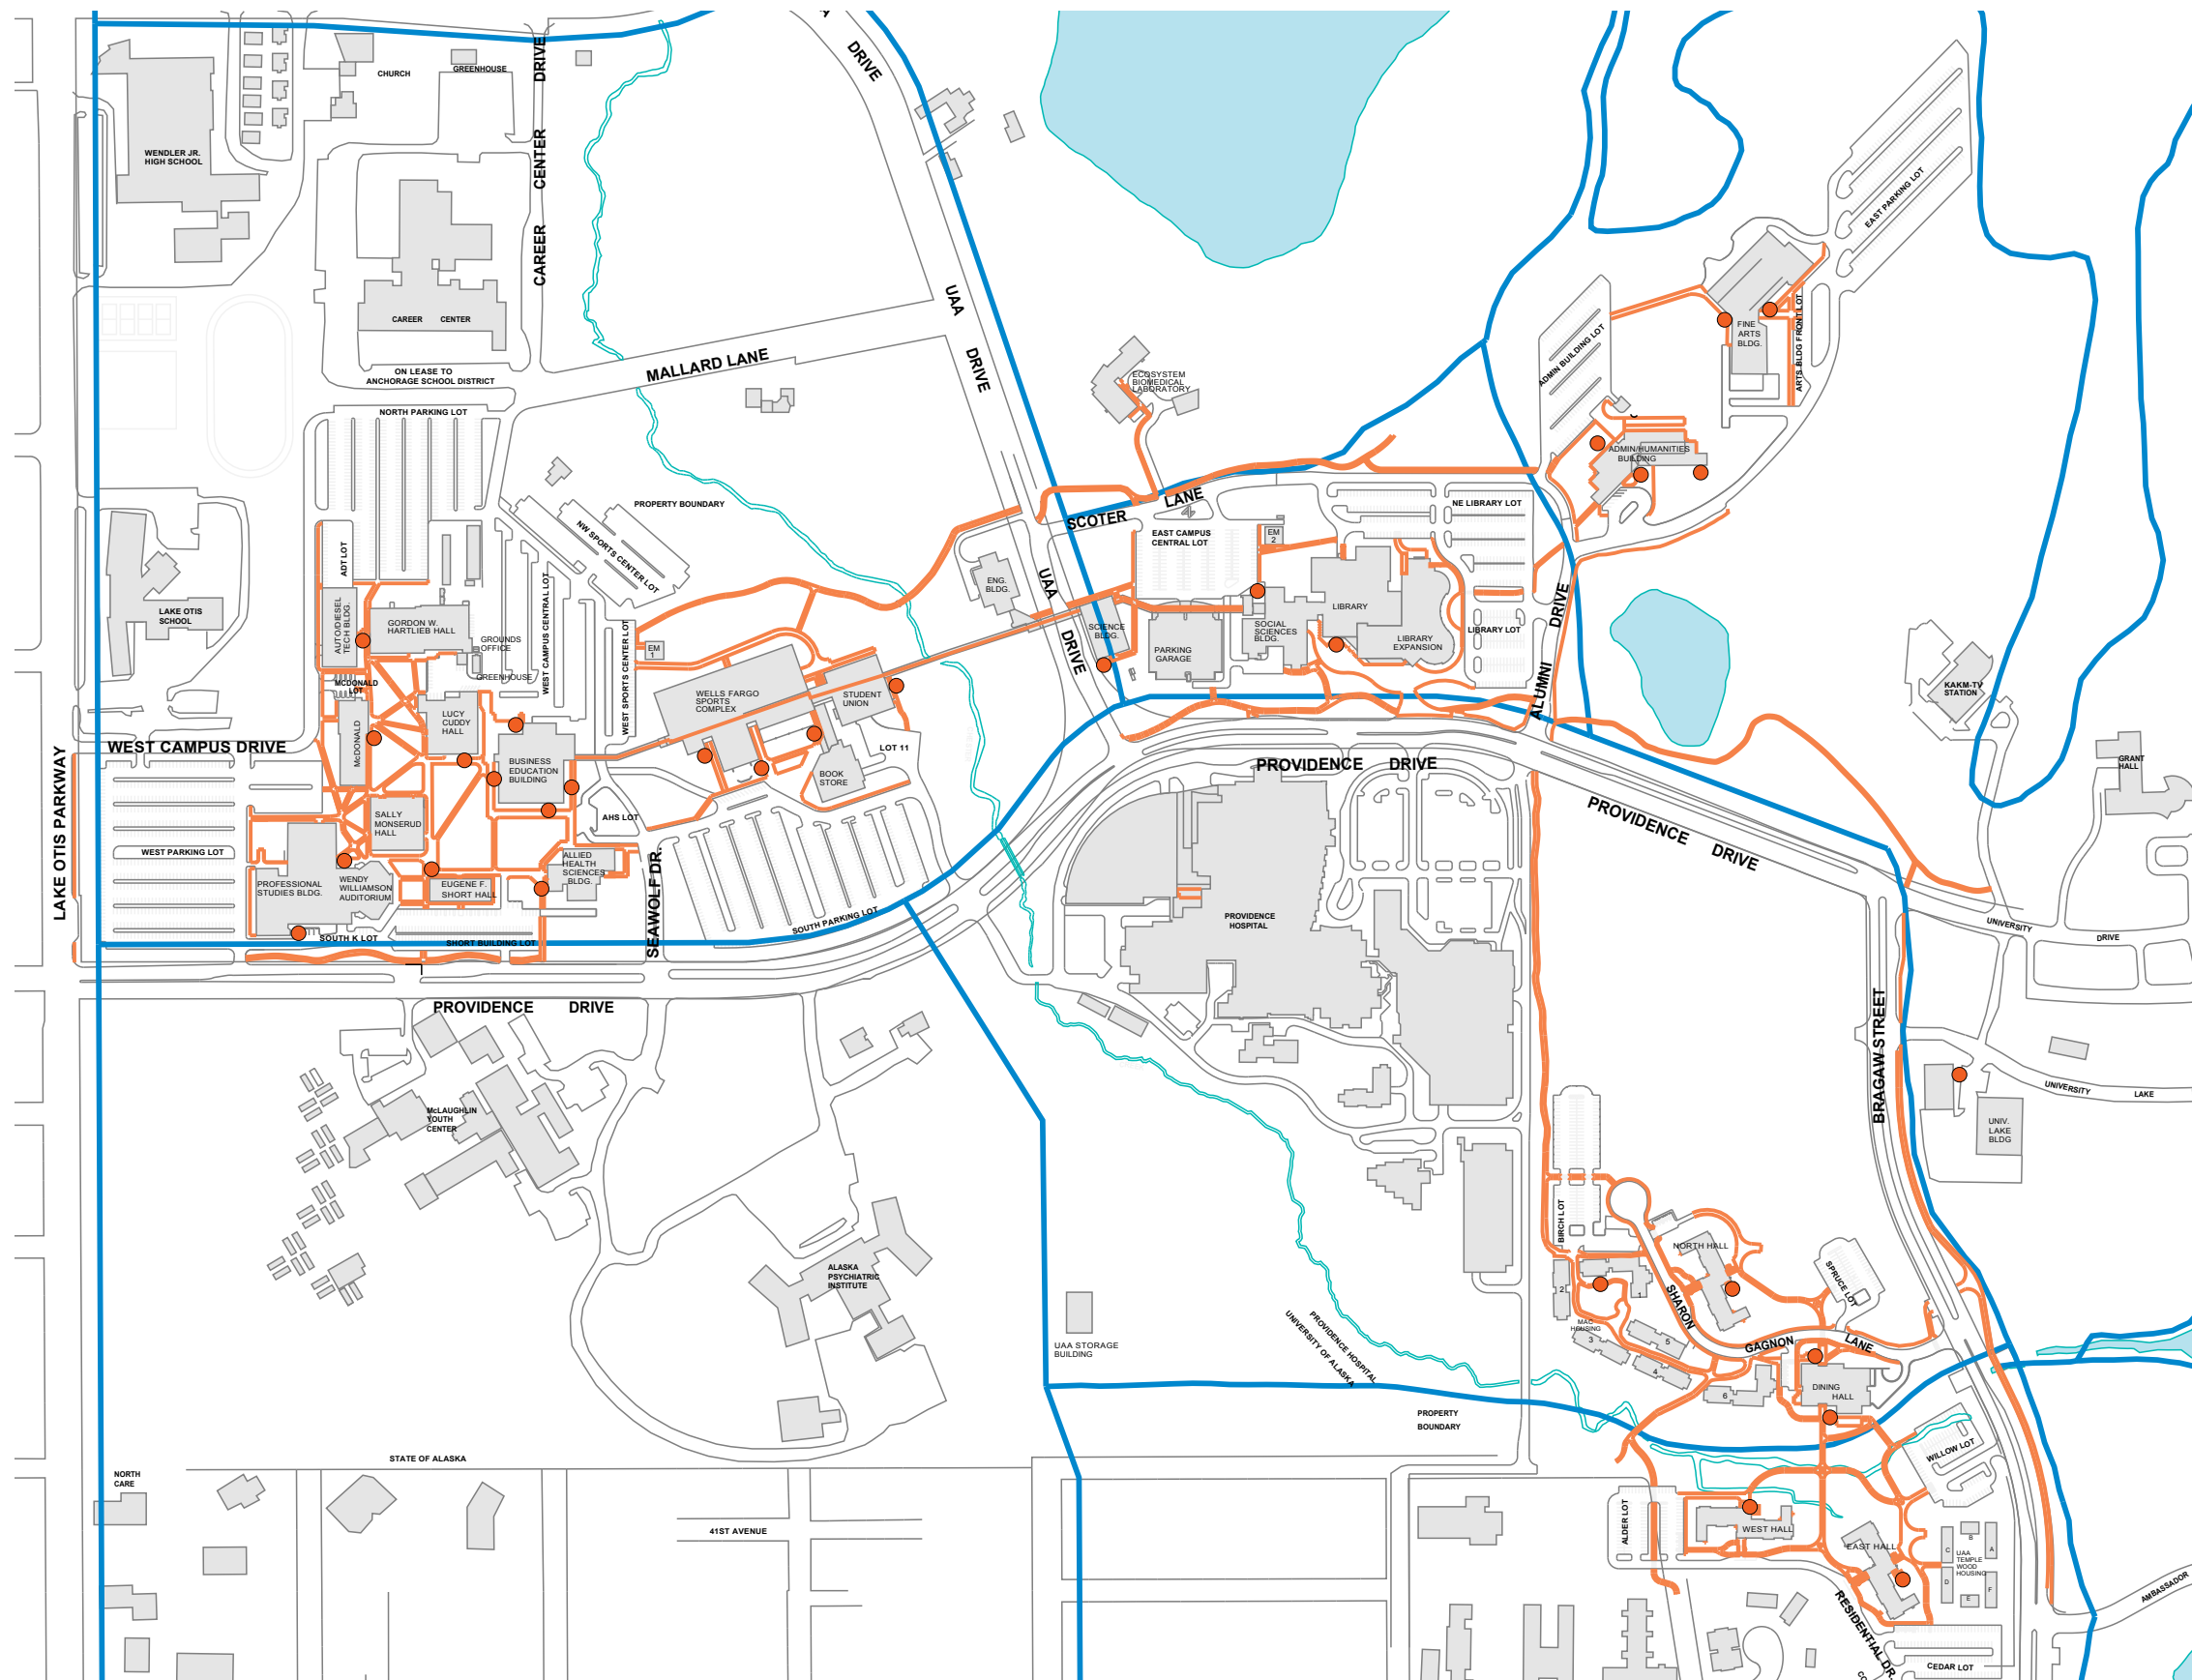 DRIVE
CHURCH
GREENHOUSE
CAREER CENTER DRIVE
WENDLER JR.
HIGH SCHOOL
EAST PARKING LOT
CAREER CENTER
UAA
DRIVE
FINE
ARTS
BLDG.
ARTS BLDG FRONT LOT
ADMIN BUILDING LOT
MALLARD LANE
ON LEASE TO
ANCHORAGE SCHOOL DISTRICT
ECOSYSTEM
BIOMEDICAL
LABORATORY
NORTH PARKING LOT
ADMIN/HUMANITIES
BUILDING
PROPERTY BOUNDARY
NW SPORTS CENTER LOT
SCOTER LANE
NE LIBRARY LOT
EAST CAMPUS
CENTRAL LOT
EM
2
ADT LOT
ENG.
BLDG.
UAA
DRIVE
LAKE OTIS
SCHOOL
AUTO/DIESEL
TECH BLDG.
GORDON W.
HARTLIEB HALL
GROUNDS
OFFICE
GREENHOUSE
WEST CAMPUS CENTRAL LOT
WEST SPORTS CENTER LOT
EM
1
SCIENCE
BLDG.
PARKING
GARAGE
SOCIAL
SCIENCES
BLDG.
LIBRARY
LIBRARY
EXPANSION
LIBRARY LOT
ALUMNI DRIVE
MCDONALD
LOT
McDONALD
LUCY
CUDDY
HALL
WELLS FARGO
SPORTS
COMPLEX
STUDENT
UNION
KAKM-TV
STATION
LOT 11
WEST CAMPUS DRIVE
LAKE OTIS PARKWAY
BUSINESS
EDUCATION
BUILDING
BOOK
STORE
PROVIDENCE DRIVE
GRANT
HALL
PROVIDENCE DRIVE
SALLY
MONSERUD
HALL
AHS LOT
WEST PARKING LOT
ALLIED
HEALTH
SCIENCES
BLDG.
PROFESSIONAL
STUDIES BLDG.
WENDY
WILLIAMSON
AUDITORIUM
EUGENE F.
SHORT HALL
SEAWOLF DR.
SOUTH PARKING LOT
SOUTH K LOT
SHORT BUILDING LOT
PROVIDENCE
HOSPITAL
UNIVERSITY
DRIVE
PROVIDENCE DRIVE
BRAGAW STREET
UNIVERSITY LAKE
McLAUGHLIN
YOUTH
CENTER
UNIV.
LAKE
BLDG
BIRCH LOT
NORTH HALL
SPRUCE LOT
ALASKA
PSYCHIATRIC
INSTITUTE
2
1
MAC
HOUSING
3
4
5
6
SHARON
GAGNON
LANE
UAA STORAGE
BUILDING
PROVIDENCE HOSPITAL
UNIVERSITY OF ALASKA
DINING
HALL
PROPERTY
BOUNDARY
WILLOW LOT
STATE OF ALASKA
NORTH
CARE
41ST AVENUE
ALDER LOT
WEST HALL
EAST HALL
UAA
TEMPLE
WOOD
HOUSING
A
B
C
D
E
F
RESIDENTIAL DR.
AMBASSADOR
CEDAR LOT